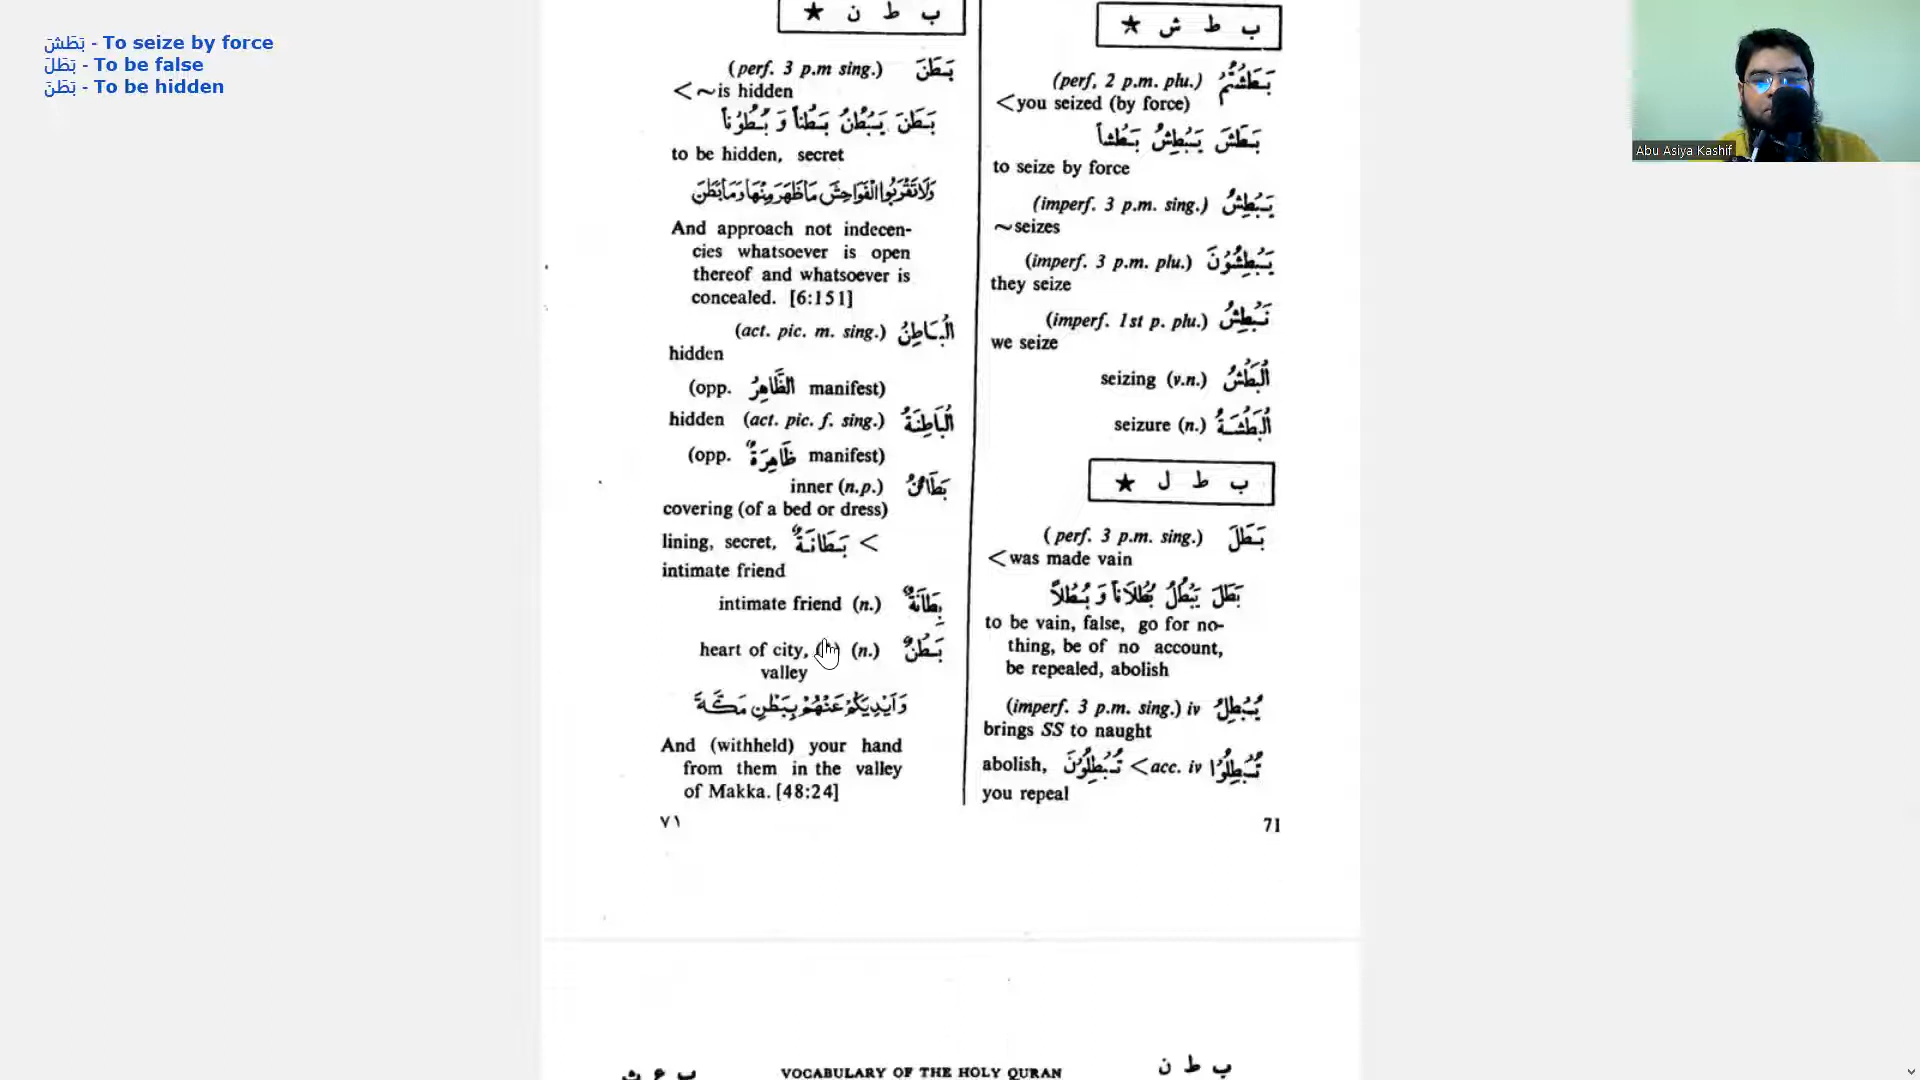 بَطَشَ - To seize by force
بَطَلَ - To be false
بَطَنَ - To be hidden
Abu Asiya Kashif
ب ط ش ★
(perf, 2 p.m. plu.) بَطَشْتُمْ
<you seized (by force)
بَطَشَ يَبْطِشُ بَطْشاً
to seize by force
(imperf. 3 p.m. sing.) يَبْطِشُ
~seizes
(imperf. 3 p.m. plu.) يَبْطِشُوْنَ
they seize
(imperf. 1st p. plu.) نَبْطِشُ
we seize
seizing (v.n.) اَلْبَطْشُ
seizure (n.) اَلْبَطْشَةُ
ب ط ل ★
(perf. 3 p.m. sing.) بَطَلَ
<was made vain
بَطَلَ يَبْطُلُ بُطْلَاناً وَ بُطْلاً
to be vain, false, go for no-
thing, be of no account,
be repealed, abolish
(imperf. 3 p.m. sing.) iv يُبْطِلُ
brings SS to naught
abolish, تُبْطِلُوْنَ <acc. iv تُبْطِلُوْا
you repeal
71
ب ط ن ★
(perf. 3 p.m sing.) بَطَنَ
<~is hidden
بَطَنَ يَبْطُنُ بَطْناً وَ بُطُوْناً
to be hidden, secret
وَلَا تَقْرَبُوا الْفَوَاحِشَ مَا ظَهَرَ مِنْهَا وَمَا بَطَنَ
And approach not indecen-
cies whatsoever is open
thereof and whatsoever is
concealed. [6:151]
(act. pic. m. sing.) اَلْبَاطِنُ
hidden
(opp. اَلظَّاهِرُ manifest)
hidden (act. pic. f. sing.) اَلْبَاطِنَةُ
(opp. ظَاهِرَةٌ manifest)
inner (n.p.) بَطَائِنُ
covering (of a bed or dress)
lining, secret, بَطَانَةٌ <
intimate friend
intimate friend (n.) بِطَانَةٌ
heart of city, (n.) بَطْنٌ
valley
وَاَيْدِيَكُمْ عَنْهُمْ بِبَطْنِ مَكَّةَ
And (withheld) your hand
from them in the valley
of Makka. [48:24]
٧١
ب ع ث
VOCABULARY OF THE HOLY QURAN
ب ط ن